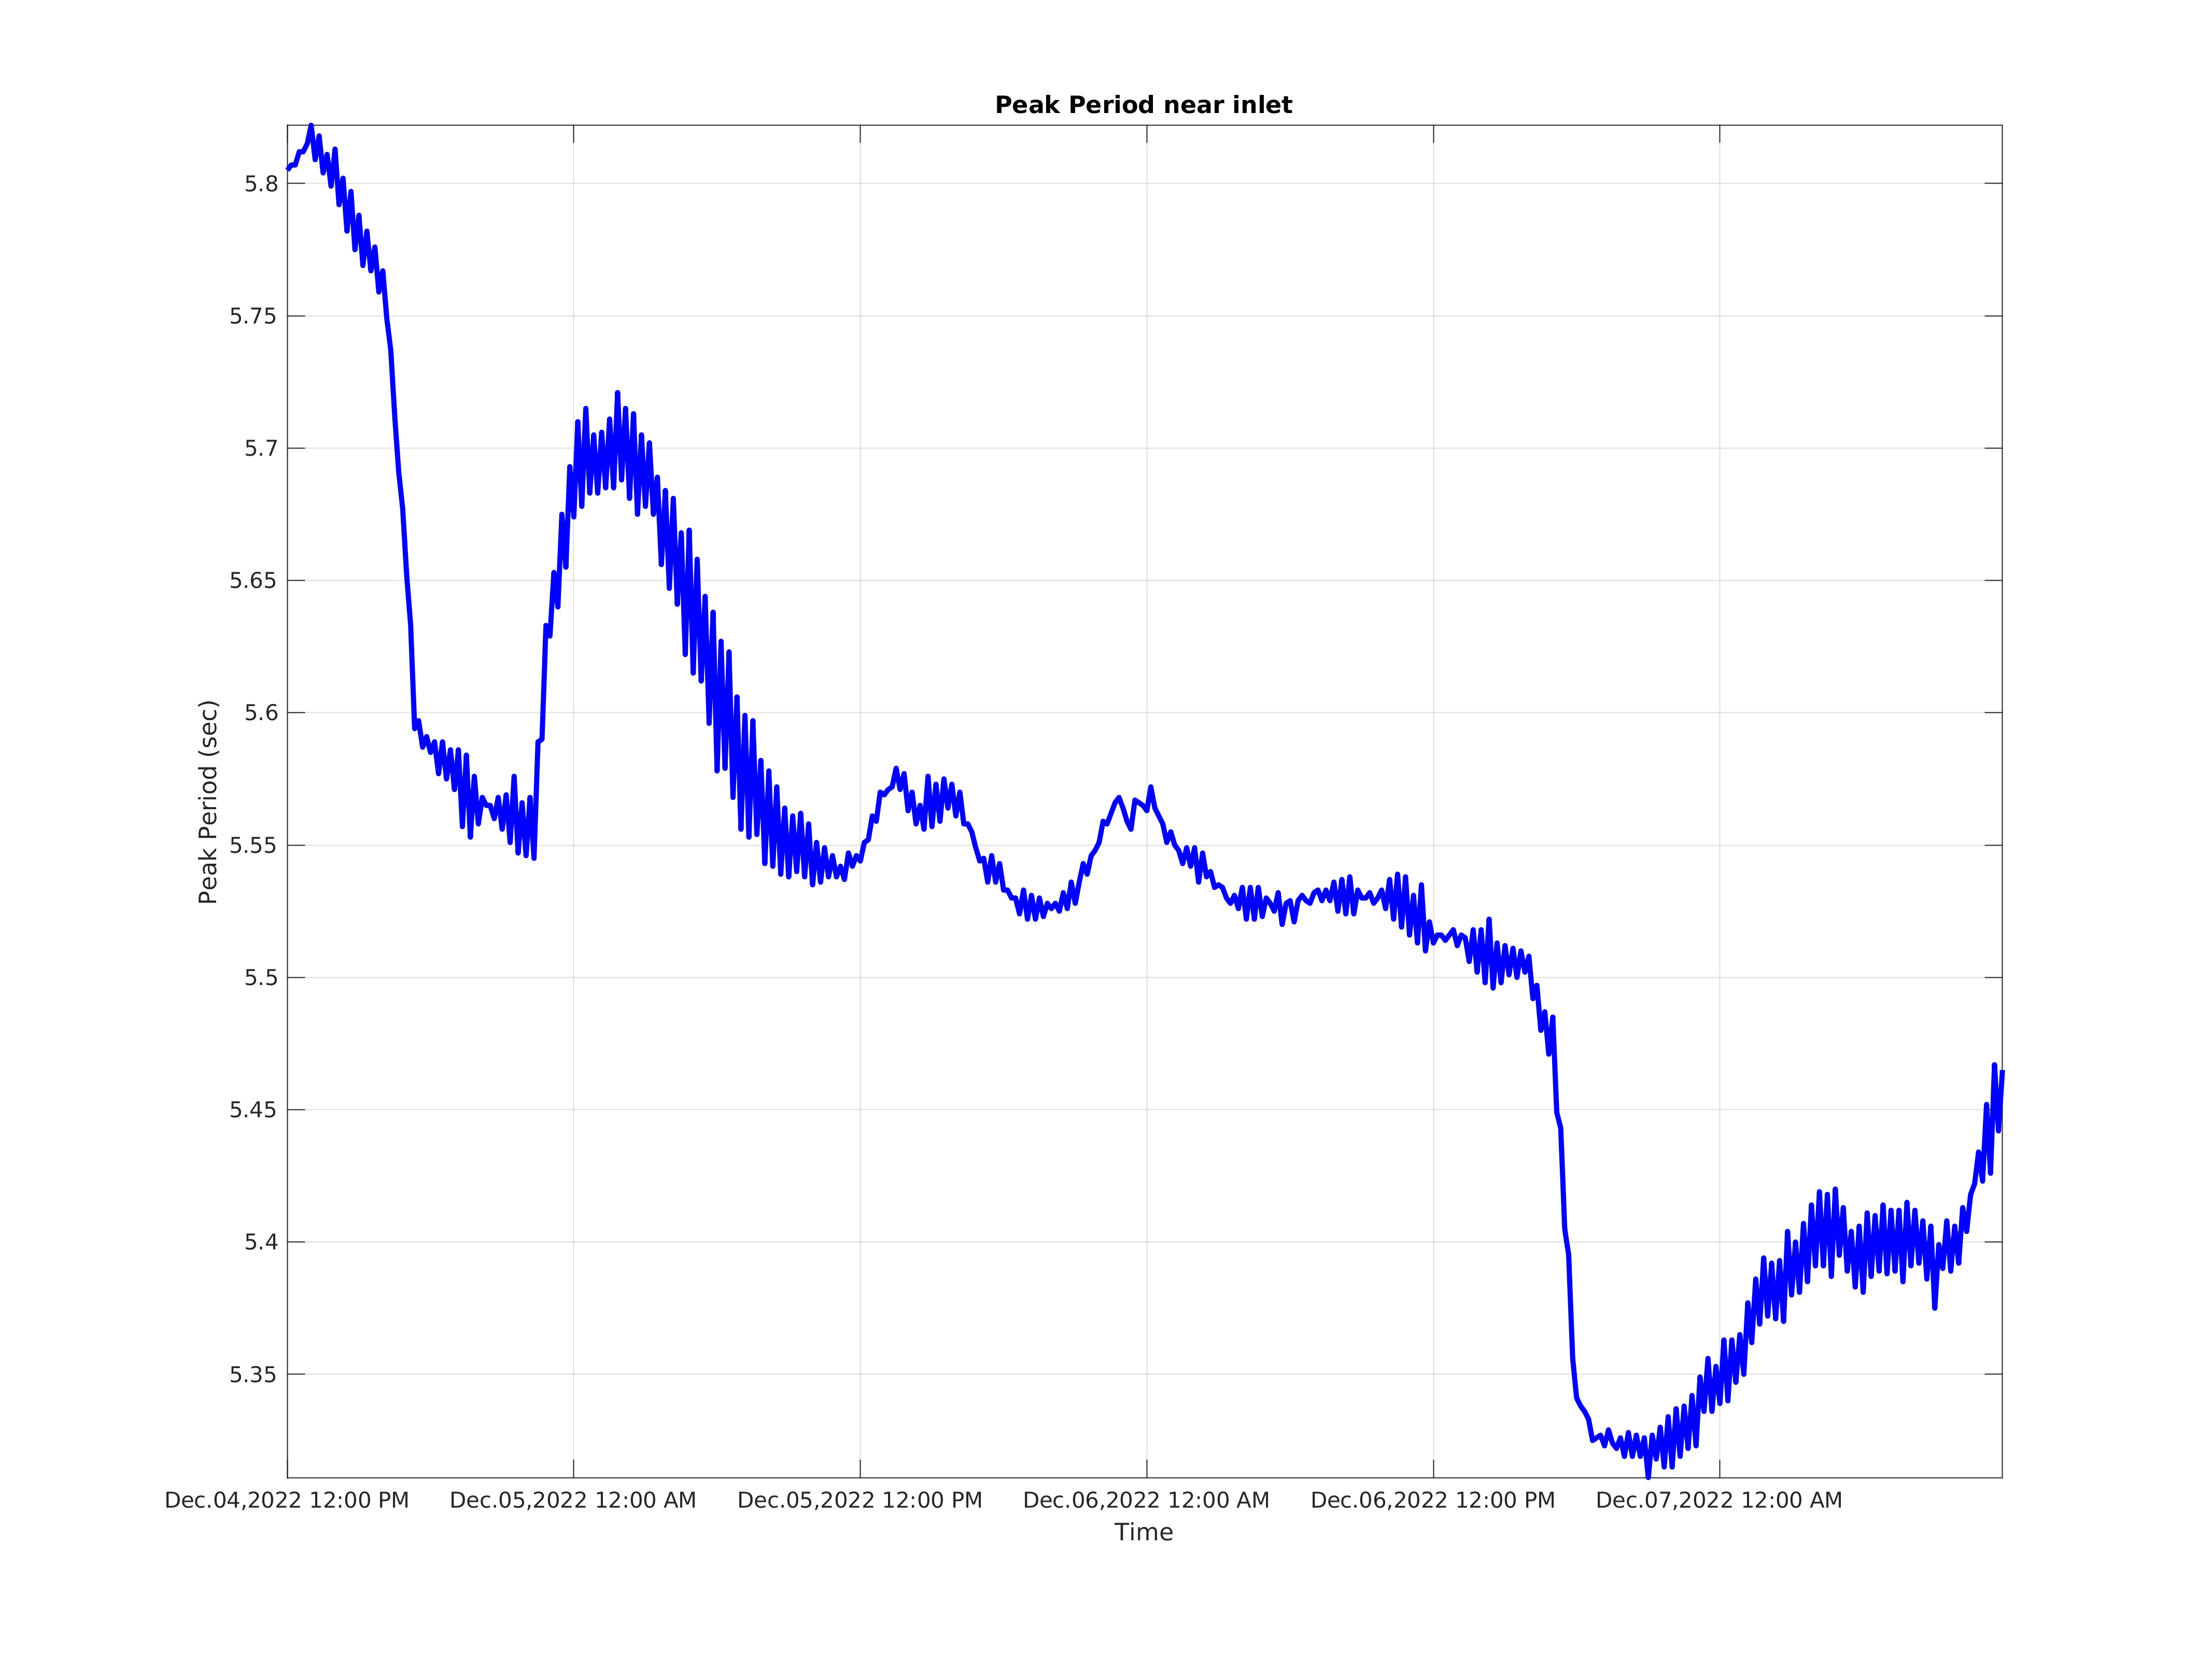 Peak Period near inlet
5.8
5.75
5.7
5.65
5.6
5.55
5.5
5.45
5.4
5.35
Peak Period (sec)
Dec.04,2022 12:00 PM
Dec.05,2022 12:00 AM
Dec.05,2022 12:00 PM
Dec.06,2022 12:00 AM
Dec.06,2022 12:00 PM
Dec.07,2022 12:00 AM
Time